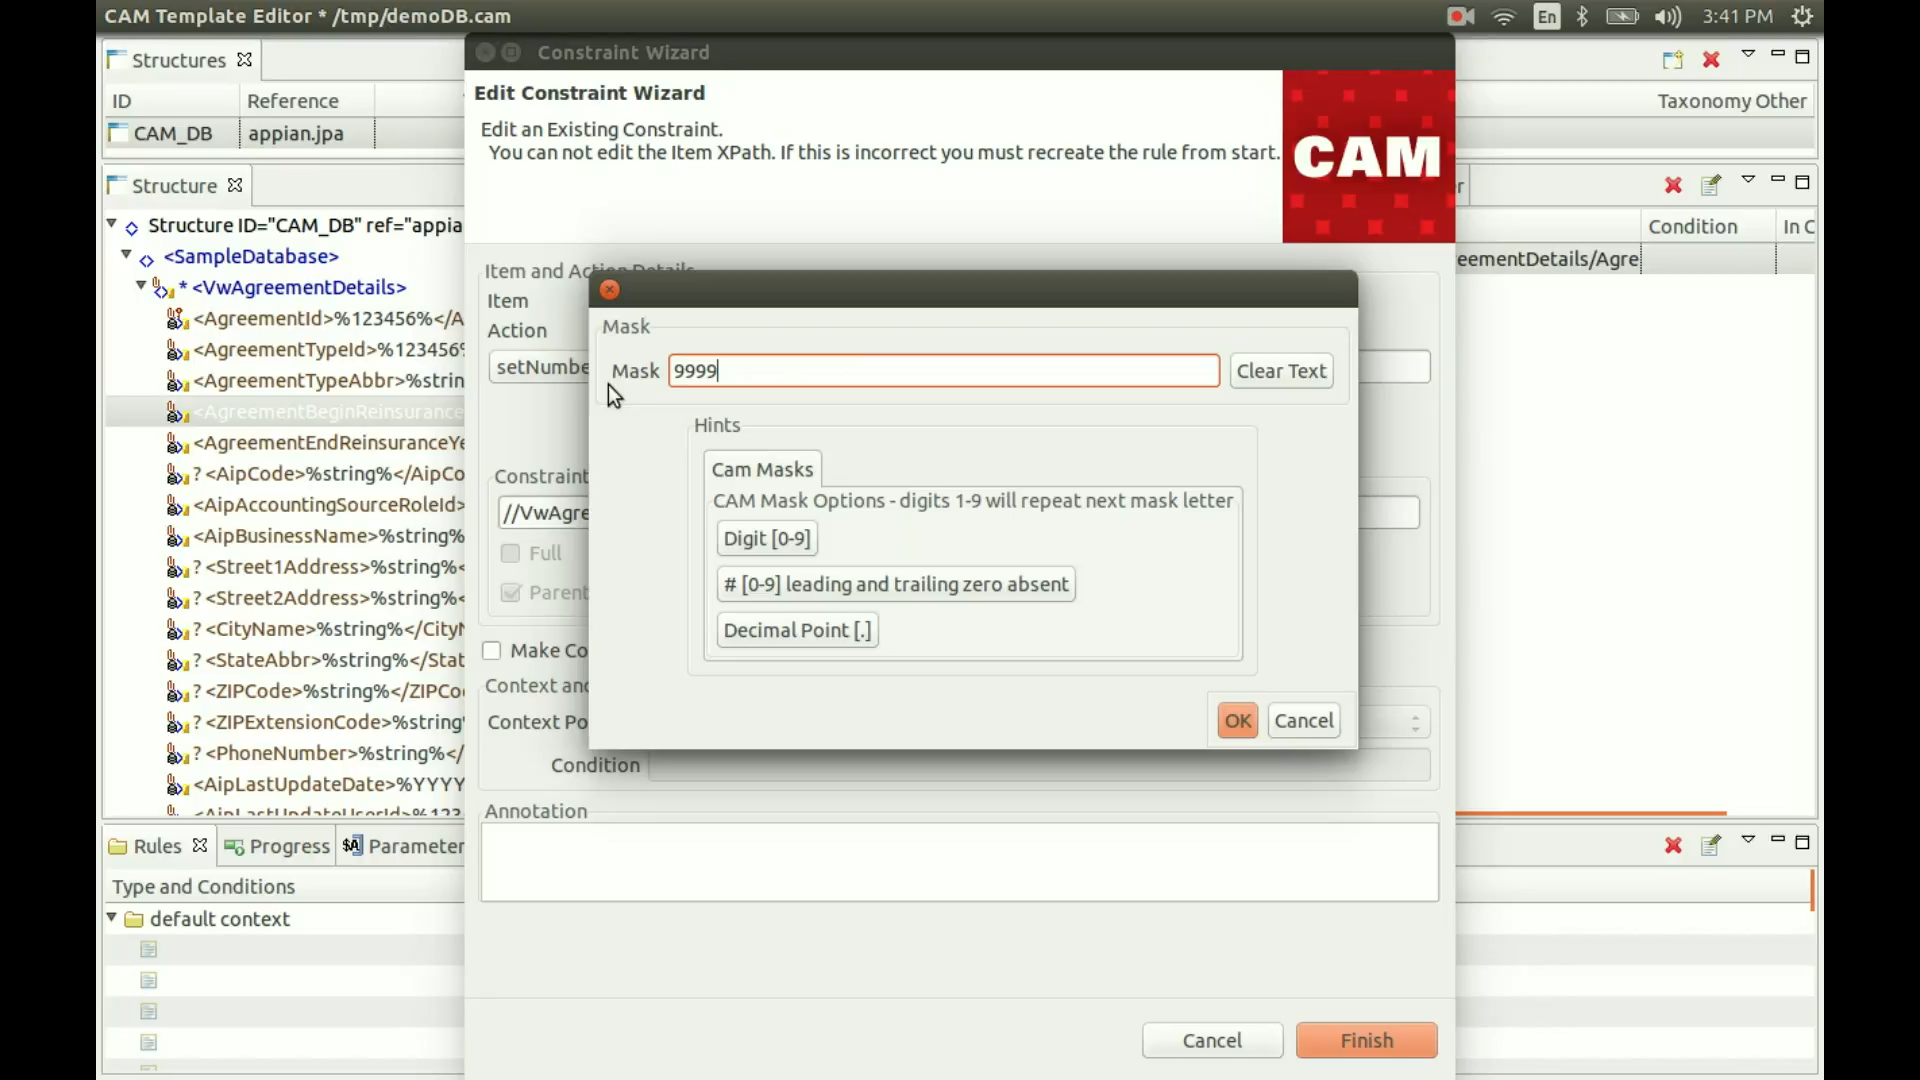 CAM Template Editor * /tmp/demoDB.cam
En
3:41 PM
Structures
ID Reference
CAM_DB appian.jpa
Taxonomy Other
Structure
Structure ID="CAM_DB" ref="appia
<SampleDatabase>
* <VwAgreementDetails>
<AgreementId>%123456%</A
<AgreementTypeId>%123456%
<AgreementTypeAbbr>%strin
<AgreementBeginReinsurance
<AgreementEndReinsuranceYe
? <AipCode>%string%</AipCo
<AipAccountingSourceRoleId>
<AipBusinessName>%string%
? <Street1Address>%string%<
? <Street2Address>%string%<
? <CityName>%string%</CityN
? <StateAbbr>%string%</Stat
? <ZIPCode>%string%</ZIPCo
? <ZIPExtensionCode>%string%
? <PhoneNumber>%string%</
<AipLastUpdateDate>%YYYY
<AipLastUpdateUserId>%123
Condition In C
eementDetails/Agre
Rules Progress Parameter
Type and Conditions
default context
Constraint Wizard
Edit Constraint Wizard
Edit an Existing Constraint.
You can not edit the Item XPath. If this is incorrect you must recreate the rule from start.
CAM
Item and Action Details
Item
Action
setNumbe
Constraint
//VwAgre
Full
Parent
Make Co
Context and
Context Po
Condition
Annotation
Cancel Finish
Mask
Mask 9999 Clear Text
Hints
Cam Masks
CAM Mask Options - digits 1-9 will repeat next mask letter
Digit [0-9]
# [0-9] leading and trailing zero absent
Decimal Point [.]
OK Cancel